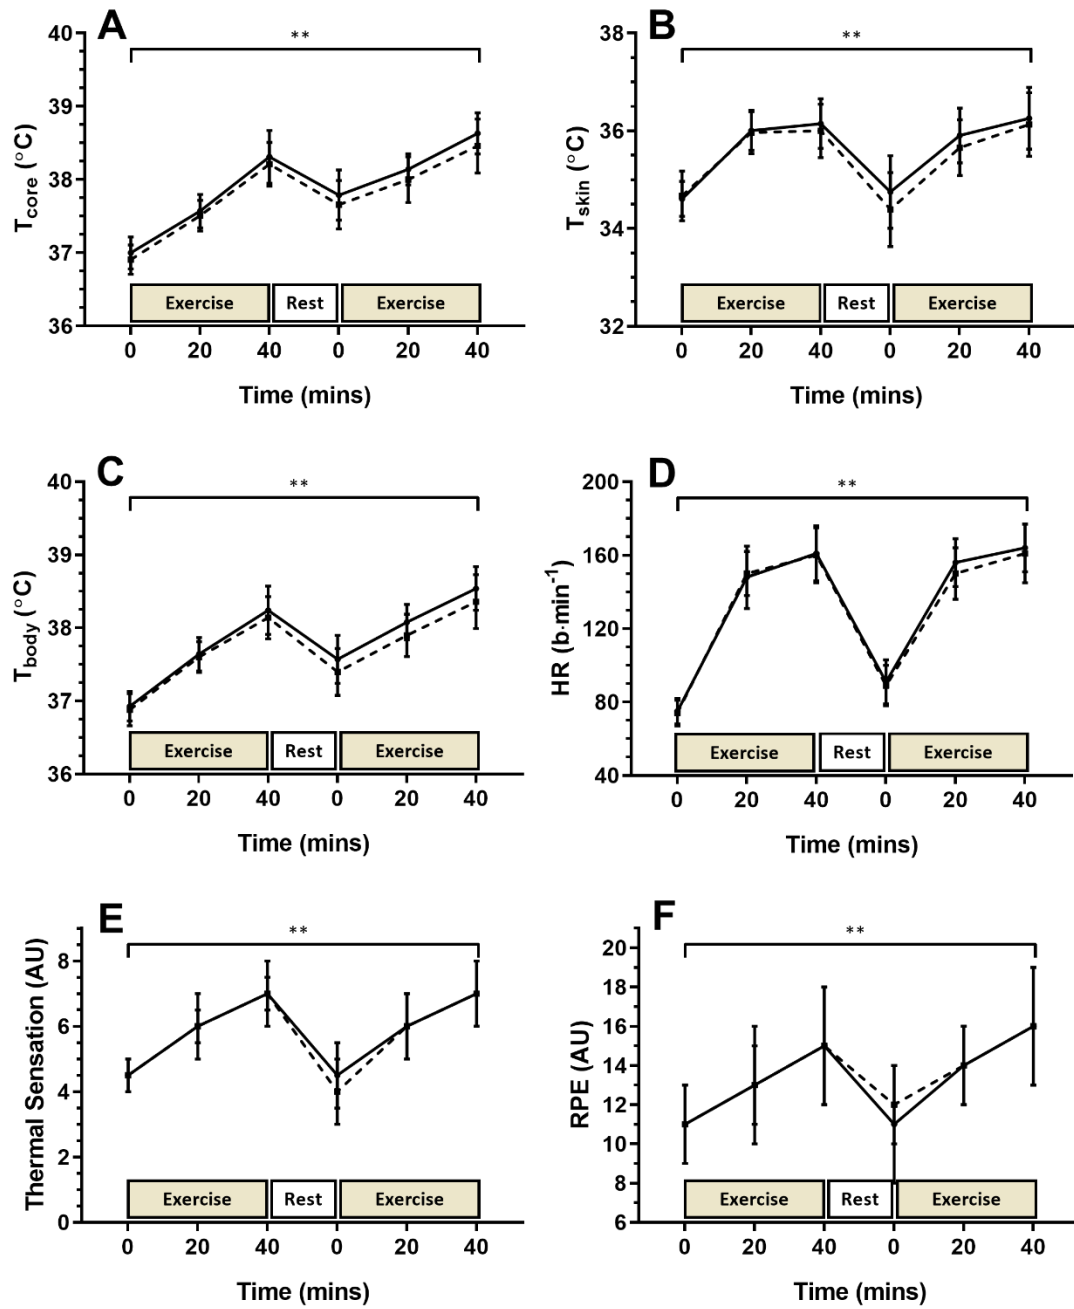 A
**
40
39
38
37
36
T core (°C)
Exercise Rest Exercise
0 20 40 0 20 40
Time (mins)
B
**
38
36
34
32
T skin (°C)
Exercise Rest Exercise
0 20 40 0 20 40
Time (mins)
C
**
40
39
38
37
36
T body (°C)
Exercise Rest Exercise
0 20 40 0 20 40
Time (mins)
D
**
200
160
120
80
40
HR (b·min-1)
Exercise Rest Exercise
0 20 40 0 20 40
Time (mins)
E
**
8
6
4
2
0
Thermal Sensation (AU)
Exercise Rest Exercise
0 20 40 0 20 40
Time (mins)
F
**
20
18
16
14
12
10
8
6
RPE (AU)
Exercise Rest Exercise
0 20 40 0 20 40
Time (mins)